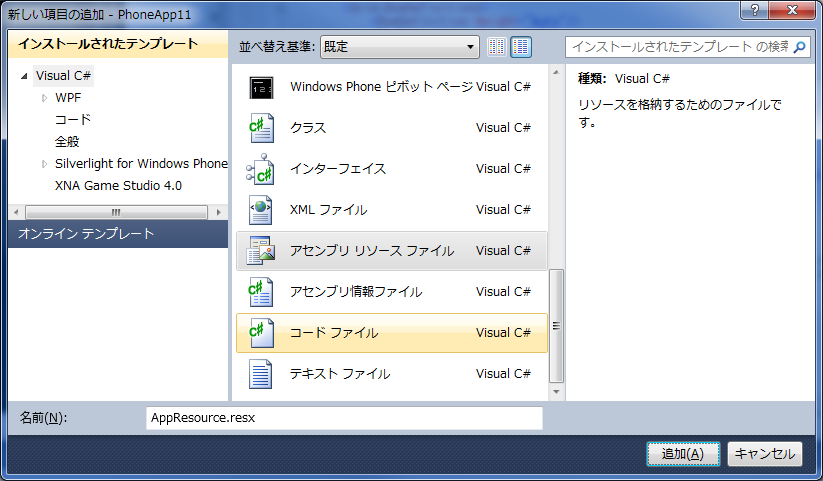 新しい項目の追加 - PhoneApp11
インストールされたテンプレート
Visual C#
WPF
コード
全般
Silverlight for Windows Phone
XNA Game Studio 4.0
オンライン テンプレート
並べ替え基準: 既定
Windows Phone ピボット ページ Visual C#
クラス Visual C#
インターフェイス Visual C#
XML ファイル Visual C#
アセンブリ リソース ファイル Visual C#
アセンブリ情報ファイル Visual C#
コード ファイル Visual C#
テキスト ファイル Visual C#
インストールされたテンプレート の検索
種類: Visual C#
リソースを格納するためのファイルで
す。
名前(N): AppResource.resx
追加(A) キャンセル